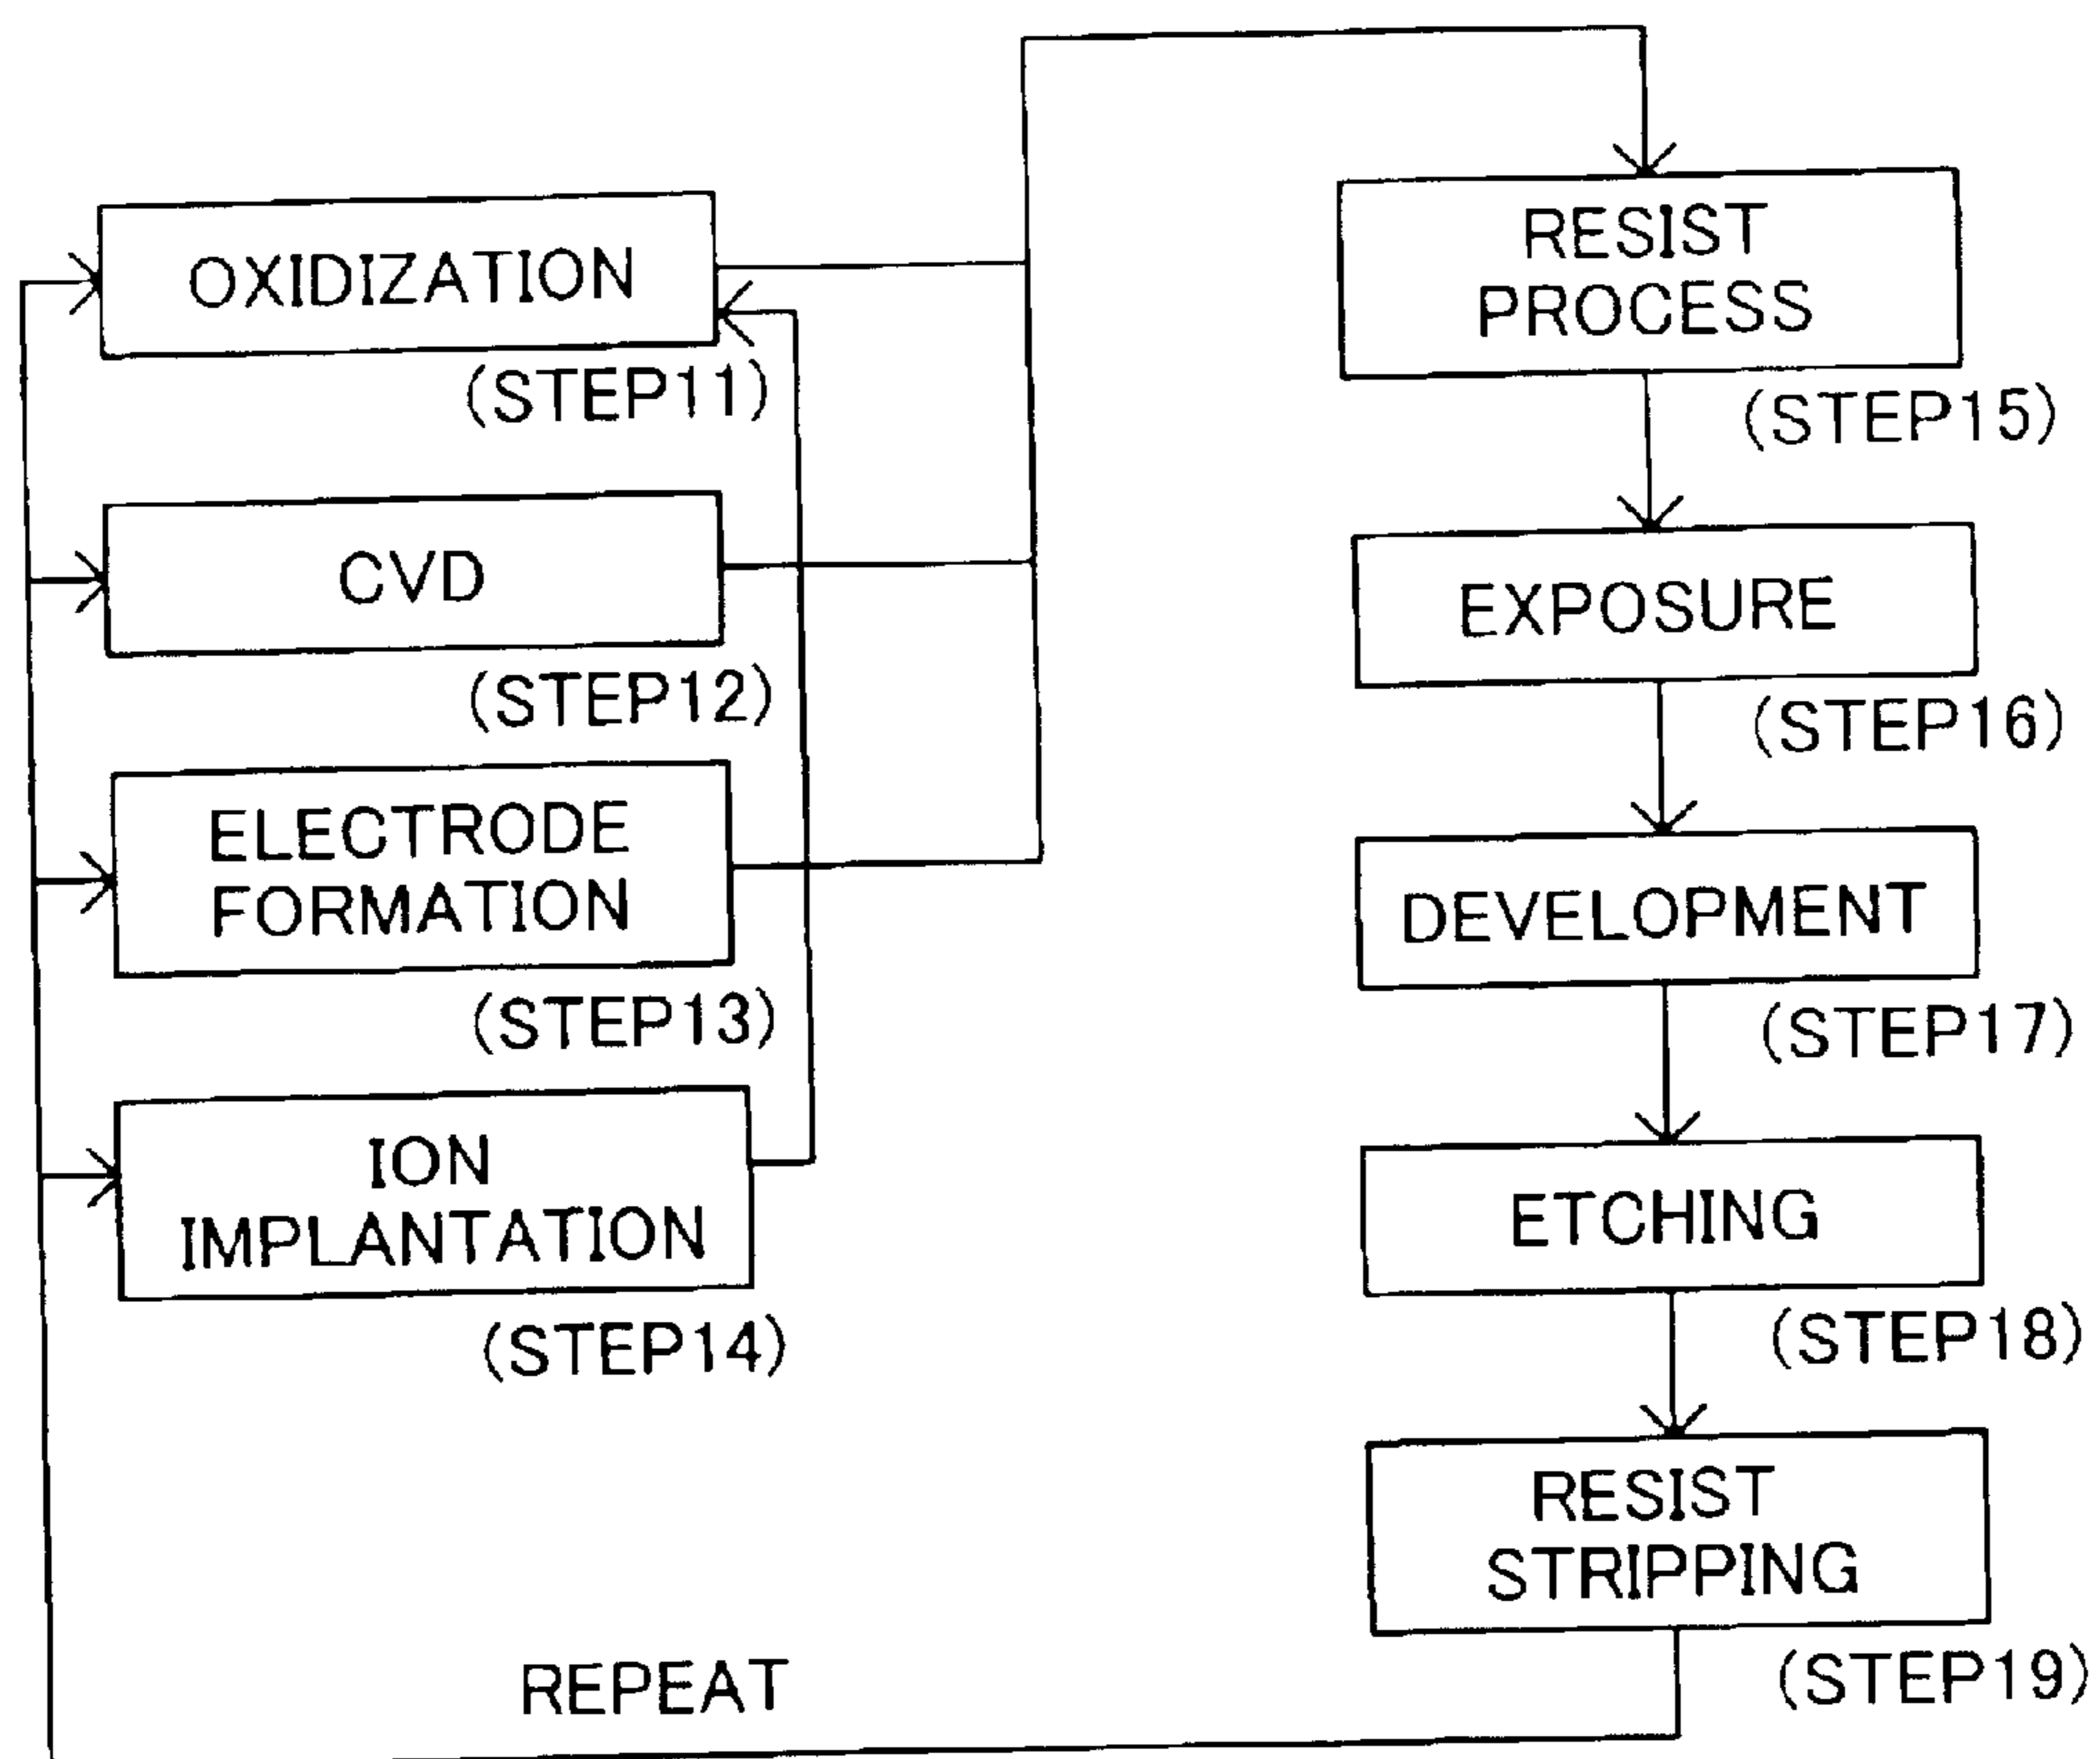 OXIDIZATION
(STEP11)
CVD
(STEP12)
ELECTRODE
FORMATION
(STEP13)
ION
IMPLANTATION
(STEP14)
RESIST
PROCESS
(STEP15)
EXPOSURE
(STEP16)
DEVELOPMENT
(STEP17)
ETCHING
(STEP18)
RESIST
STRIPPING
(STEP19)
REPEAT